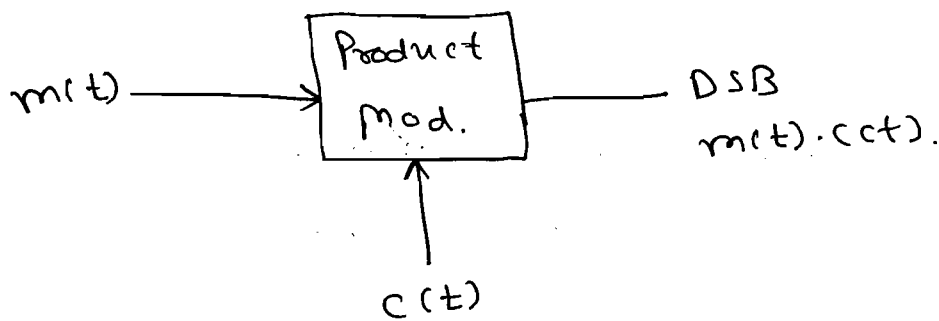 Product
Mod.
m(t)
DSB
m(t).c(t).
c(t)